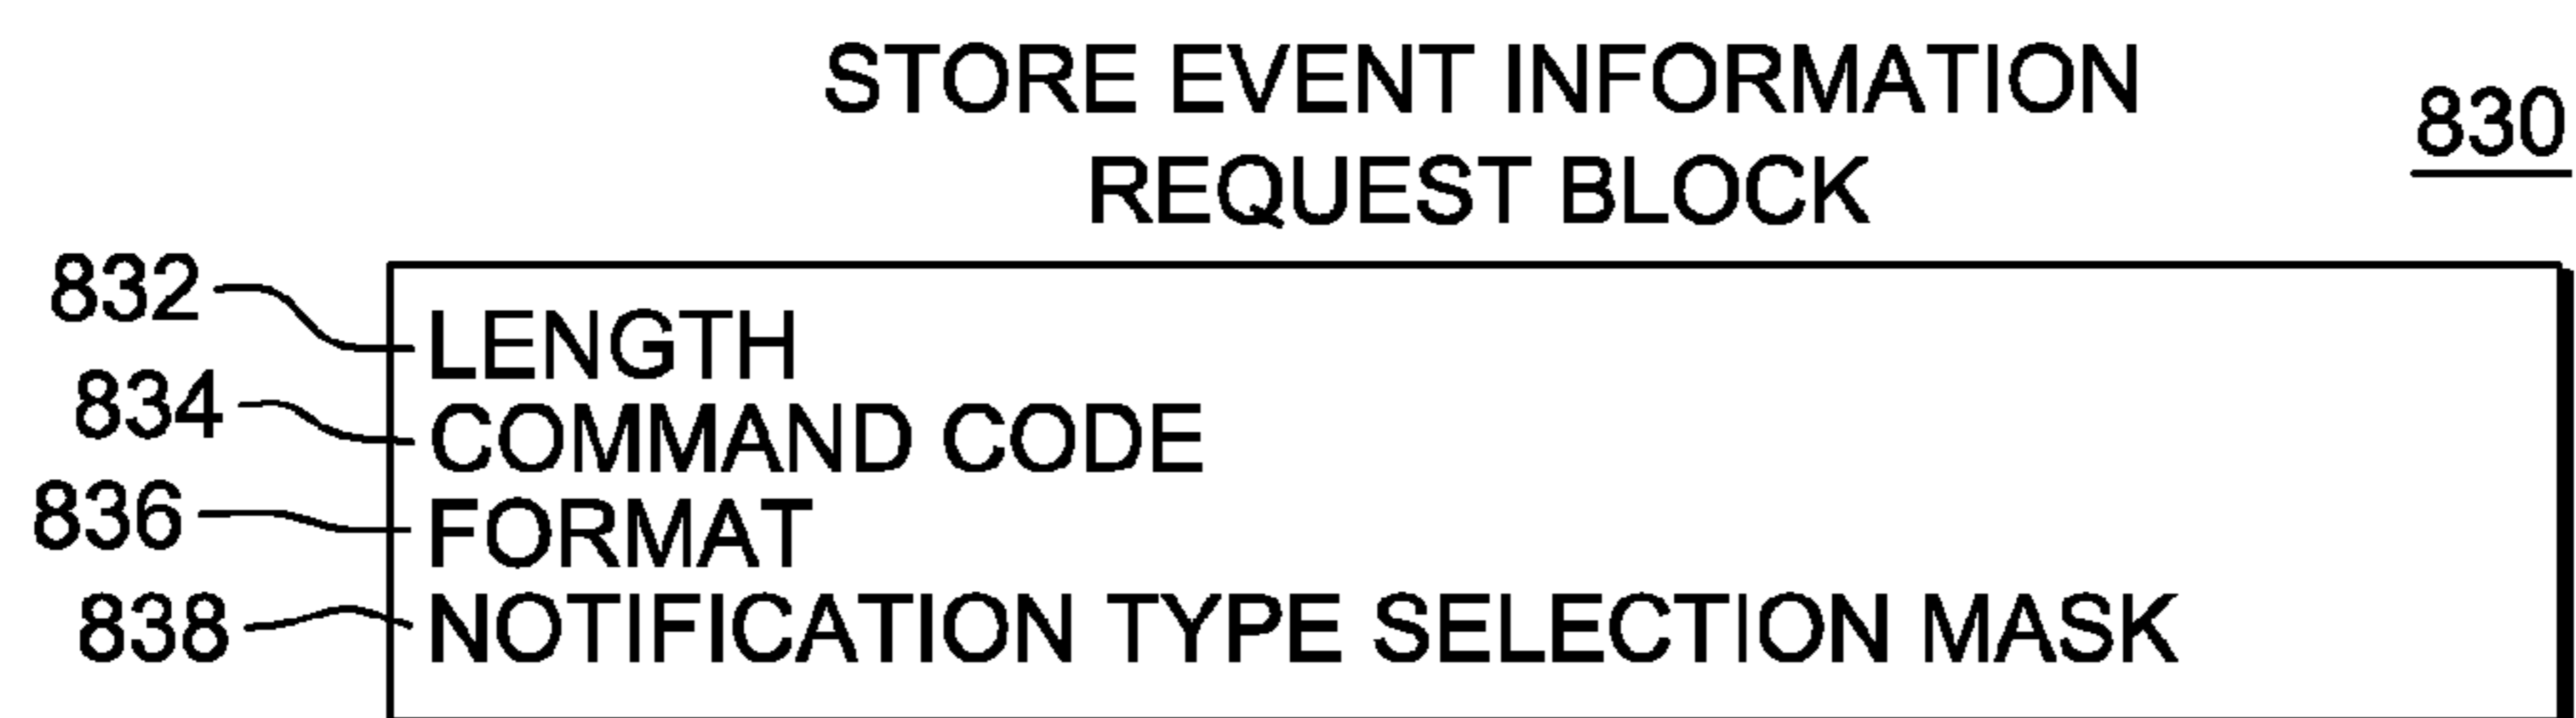 STORE EVENT INFORMATION
REQUEST BLOCK
830
832 LENGTH
834 COMMAND CODE
836 FORMAT
838 NOTIFICATION TYPE SELECTION MASK